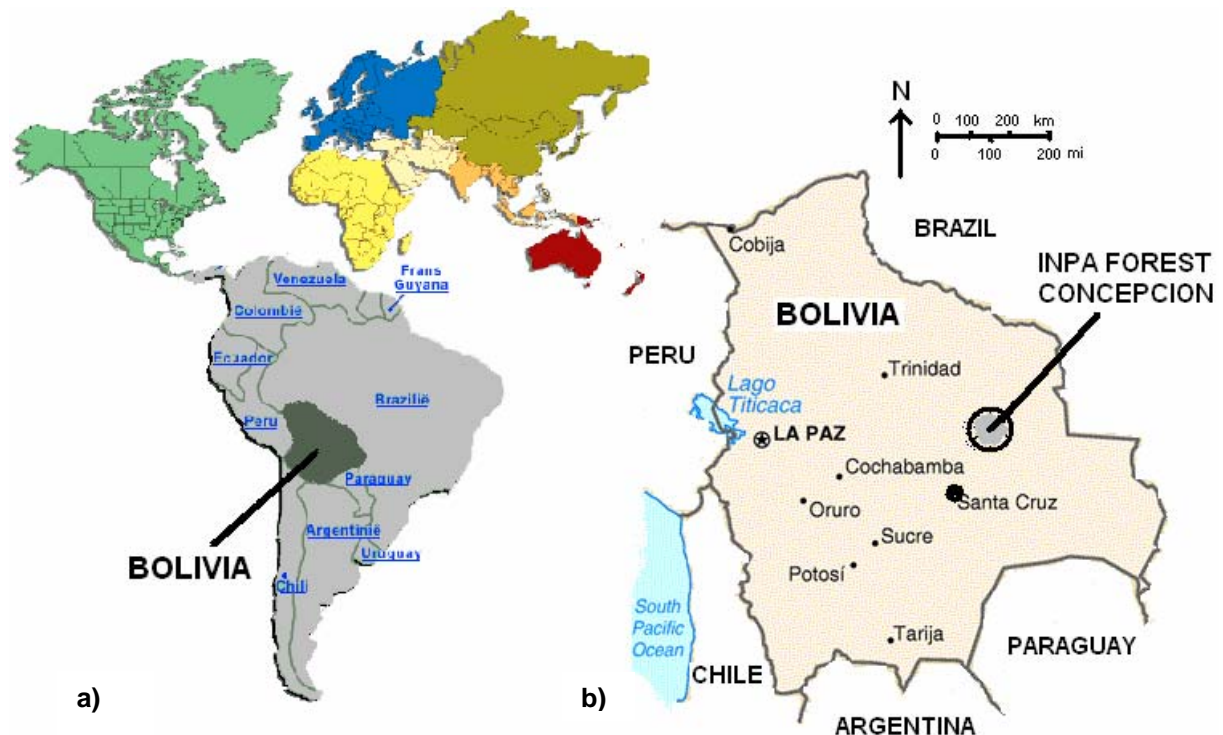 Venezuela
Frans
Guyana
Colombië
Ecuador
Brazilië
Peru
Paraguay
Argentinië
Uruguay
Chili
BOLIVIA
a)
N
0 100 200 km
0 100 200 mi
Cobija
BRAZIL
INPA FOREST
CONCEPCION
BOLIVIA
PERU
Trinidad
Lago
Titicaca
LA PAZ
Cochabamba
Santa Cruz
Oruro
Sucre
Potosí
South
Pacific
Ocean
Tarija
PARAGUAY
CHILE
b)
ARGENTINA